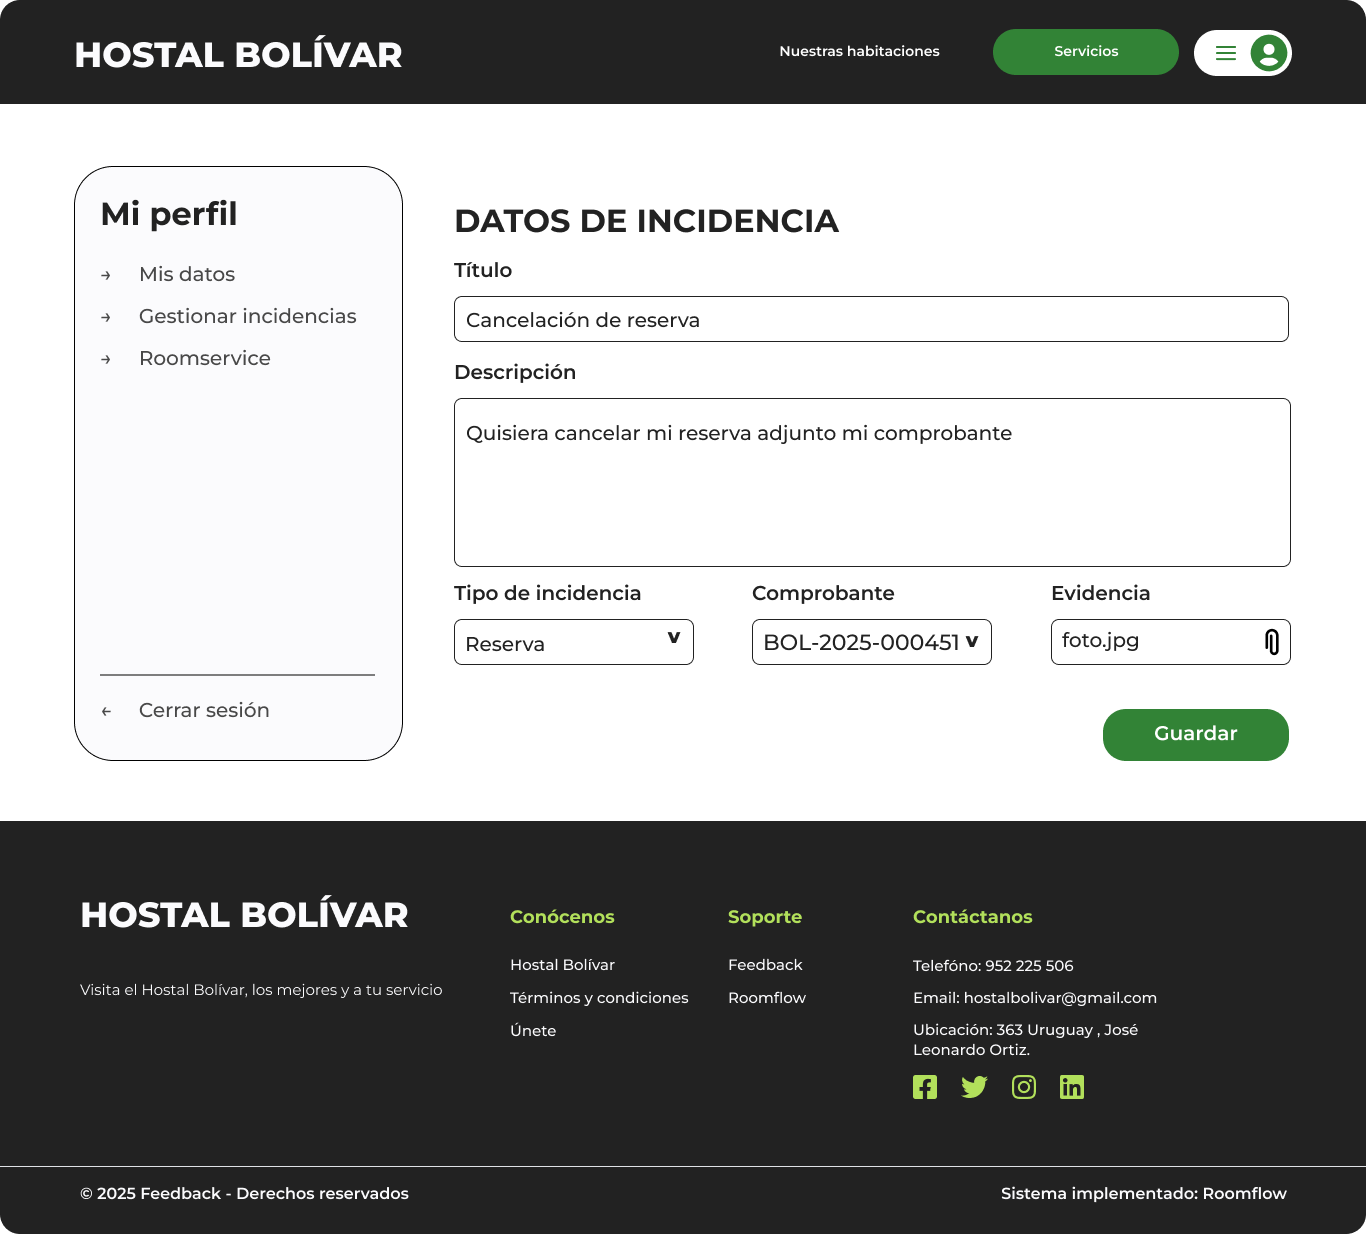 HOSTAL BOLÍVAR
Nuestras habitaciones
Servicios
Mi perfil
→ Mis datos
→ Gestionar incidencias
→ Roomservice
← Cerrar sesión
DATOS DE INCIDENCIA
Título
Cancelación de reserva
Descripción
Quisiera cancelar mi reserva adjunto mi comprobante
Tipo de incidencia
Reserva
Comprobante
BOL-2025-000451
Evidencia
foto.jpg
Guardar
HOSTAL BOLÍVAR
Visita el Hostal Bolívar, los mejores y a tu servicio
Conócenos
Hostal Bolívar
Términos y condiciones
Únete
Soporte
Feedback
Roomflow
Contáctanos
Telefóno: 952 225 506
Email: hostalbolivar@gmail.com
Ubicación: 363 Uruguay , José
Leonardo Ortiz.
© 2025 Feedback - Derechos reservados
Sistema implementado: Roomflow